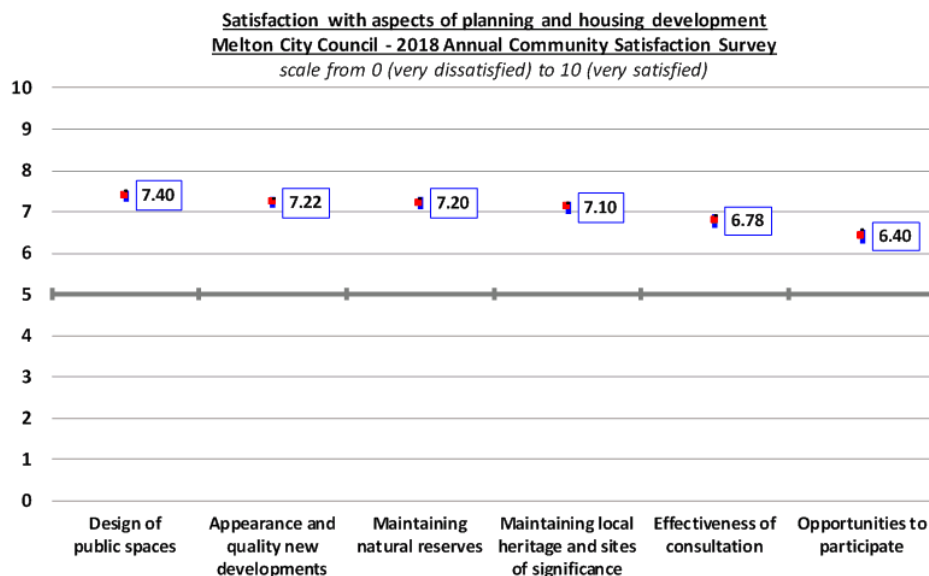 Satisfaction with aspects of planning and housing development
Melton City Council - 2018 Annual Community Satisfaction Survey
scale from 0 (very dissatisfied) to 10 (very satisfied)
10
9
8
7
6
5
4
3
2
1
0
7.40
7.22
7.20
7.10
6.78
6.40
Design of
public spaces
Appearance and
quality new
developments
Maintaining
natural reserves
Maintaining local
heritage and sites
of significance
Effectiveness of
consultation
Opportunities to
participate